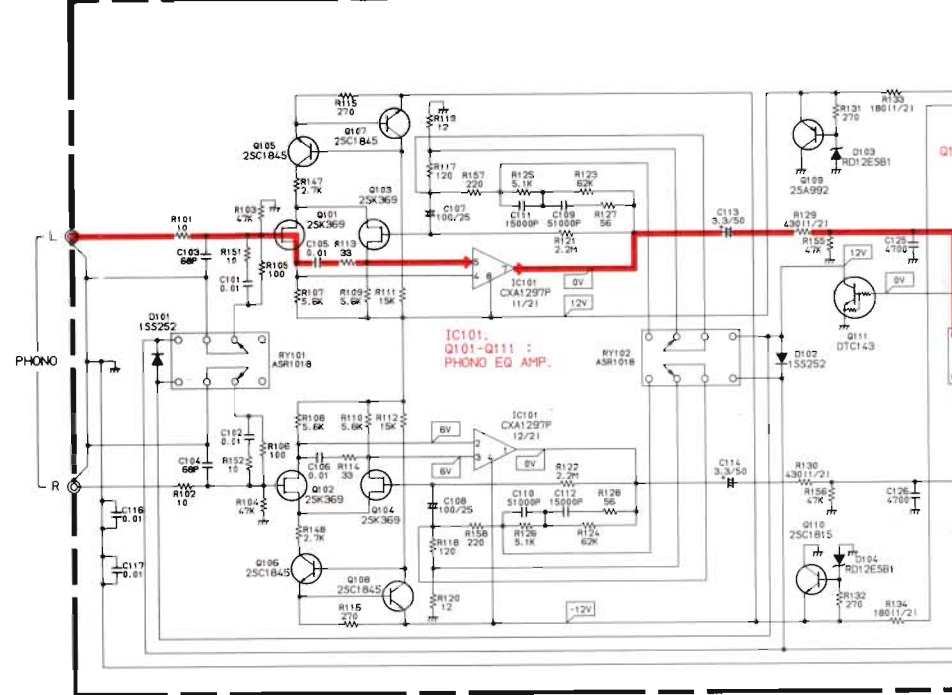 R115
270
Q107
2SC1845
Q105
2SC1845
R119
12
R147
2.7K
R117
120
R157
220
R125
5.1K
R123
62K
Q103
2SK369
C107
100/25
C111
15000P
C109
51000P
R127
56
R121
2.2M
R131
270
R133
180(1/2)
D103
RD12ESB1
Q109
2SA992
C113
3.3/50
R129
430(1/2)
R155
47K
C125
4700
L
R101
10
R103
47K
Q101
2SK369
C105
0.01
R113
33
C103
68P
R151
10
R105
100
C101
0.01
R107
5.6K
R109
5.6K
R111
15K
5
4
8
7
IC101
CXA1297P
(1/2)
0V
12V
12V
0V
Q111
DTC143
D101
1SS252
RY101
ASR1018
IC101,
Q101-Q111 :
PHONO EQ AMP.
RY102
ASR1018
D102
1SS252
PHONO
R108
5.6K
R110
5.6K
R112
15K
6V
6V
2
3
4
1
IC101
CXA1297P
(2/2)
0V
C102
0.01
R106
100
R152
10
C104
68P
C106
0.01
R114
33
R
R102
10
R104
47K
Q102
2SK369
Q104
2SK369
C108
100/25
R122
2.2M
C110
51000P
C112
15000P
R128
56
R158
220
R126
5.1K
R124
62K
R118
120
C114
3.3/50
R130
430(1/2)
R156
47K
C126
4700
C116
0.01
C117
0.01
R148
2.7K
Q106
2SC1845
Q108
2SC1845
R120
12
R116
270
-12V
Q110
2SC1815
D104
RD12ESB1
R132
270
R134
180(1/2)